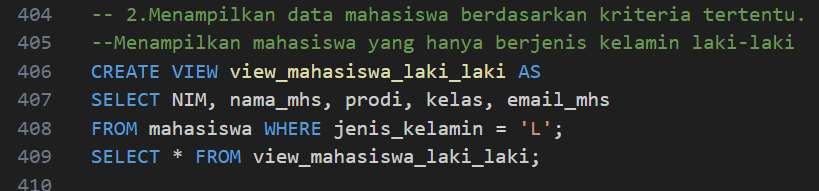 404 -- 2.Menampilkan data mahasiswa berdasarkan kriteria tertentu.
405 --Menampilkan mahasiswa yang hanya berjenis kelamin laki-laki
406 CREATE VIEW view_mahasiswa_laki_laki AS
407 SELECT NIM, nama_mhs, prodi, kelas, email_mhs
408 FROM mahasiswa WHERE jenis_kelamin = 'L';
409 SELECT * FROM view_mahasiswa_laki_laki;
410